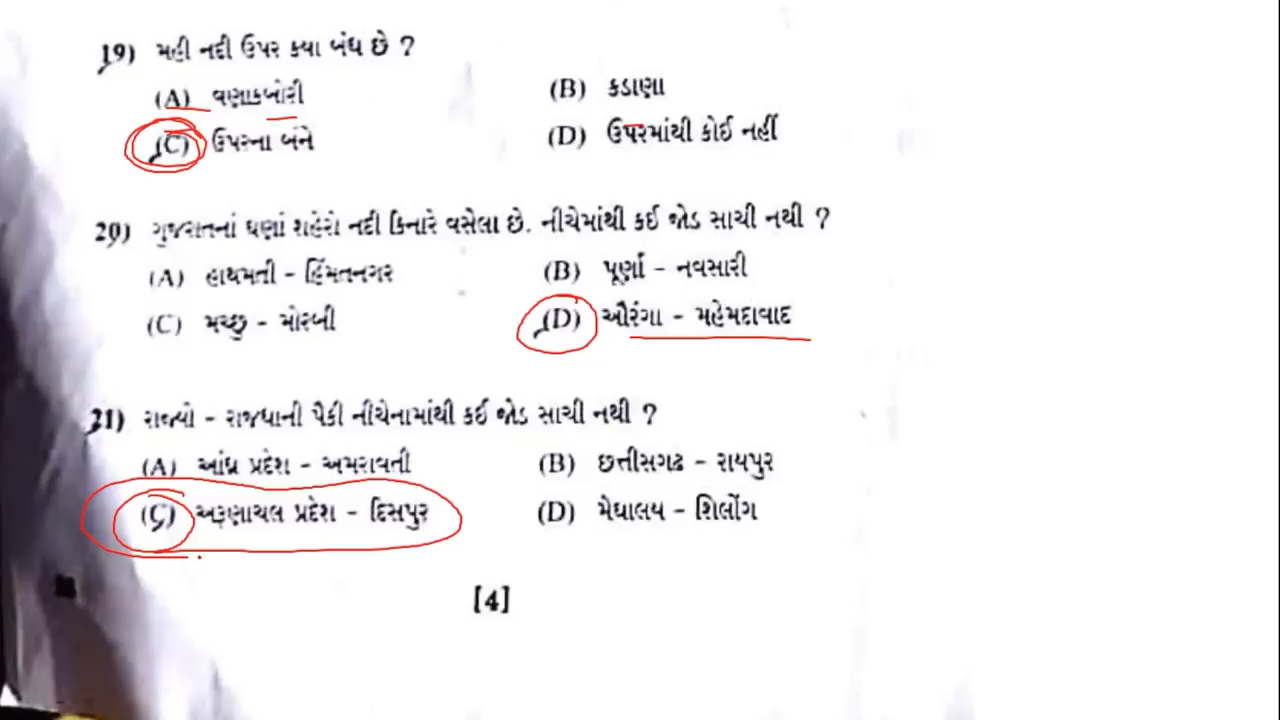 19) મહી નદી ઉપર ક્યા બંધ છે ?
(A) વણાકબોરી (B) કડાણા
(C) ઉપરના બંને (D) ઉપરમાંથી કોઈ નહીં
20) ગુજરાતનાં ઘણાં શહેરો નદી કિનારે વસેલા છે. નીચેમાંથી કઈ જોડ સાચી નથી ?
(A) હાથમતી - હિંમતનગર (B) પૂર્ણા - નવસારી
(C) મચ્છુ - મોરબી (D) ઔરંગા - મહેમદાવાદ
21) રાજ્યો - રાજધાની પૈકી નીચેનામાંથી કઈ જોડ સાચી નથી ?
(A) આંધ્ર પ્રદેશ - અમરાવતી (B) છત્તીસગઢ - રાયપુર
(C) અરૂણાચલ પ્રદેશ - દિસપુર (D) મેઘાલય - શિલોંગ
[4]